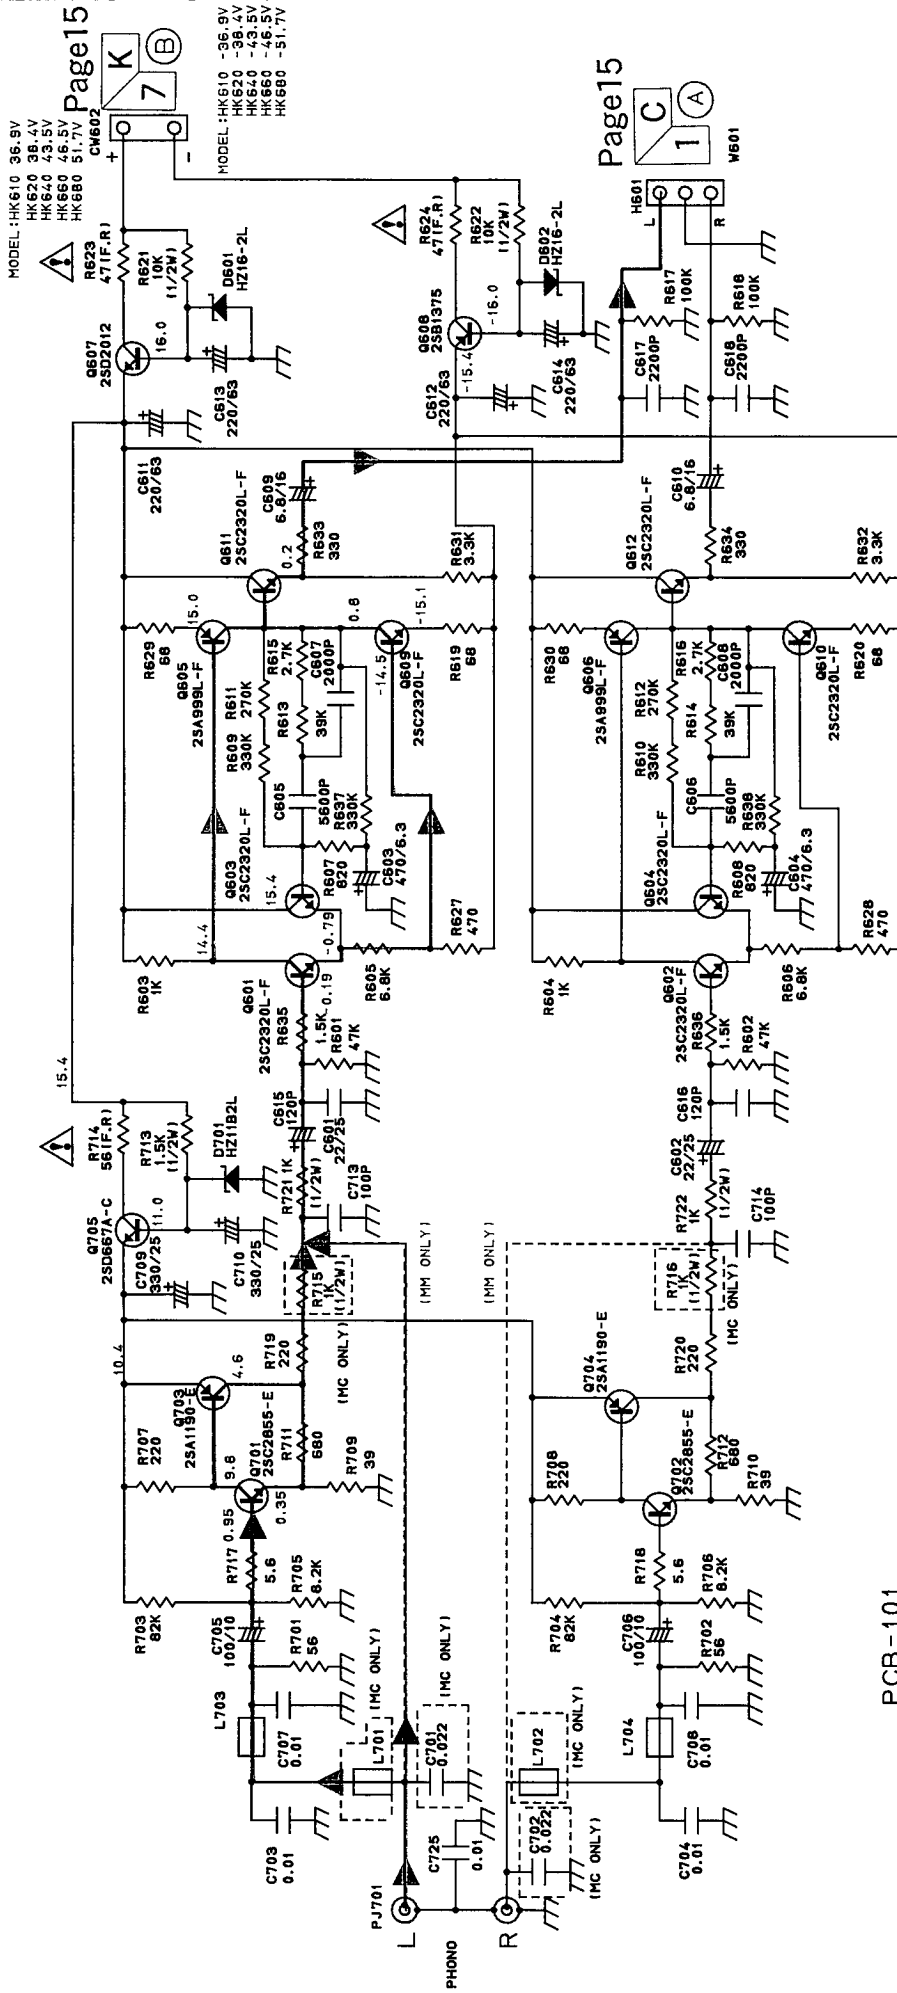 MODEL:HK610 36.9V
HK620 38.4V
HK640 43.5V
HK660 46.5V
HK680 51.7V
Page15
K
7
B
CW602
+
-
MODEL:HK610 -36.9V
HK620 -38.4V
HK640 -43.5V
HK660 -46.5V
HK680 -51.7V
R623
47(F.R)
R621
10K
(1/2W)
D601
HZ16-2L
Q607
2SD2012
16.0
C613
220/63
C611
220/63
R624
47(F.R)
R622
10K
(1/2W)
D602
HZ16-2L
Q608
2SB1375
-16.0
-15.4
C612
220/63
C614
220/63
Page15
C
1
A
H601
W601
L
R
R617
100K
C617
2200P
R618
100K
C618
2200P
Q611
2SC2320L-F
C609
6.8/16
0.2
R633
330
R631
3.3K
R629
68
15.0
Q605
2SA999L-F
R611
270K
R609
330K
R615
2.7K
R613
39K
C607
2000P
0.8
-15.1
-14.5
Q609
2SC2320L-F
R619
68
C605
5600P
R637
330K
Q603
2SC2320L-F
15.4
R607
820
C603
470/6.3
14.4
R603
1K
-0.79
R627
470
Q601
2SC2320L-F
R635
1.5K
-0.19
R605
6.8K
R601
47K
C615
120P
C601
22/25
R721 1K
(1/2W)
C713
100P
15.4
R714
56(F.R)
R713
1.5K
(1/2W)
D701
HZ11B2L
Q705
2SD667A-C
11.0
C709
330/25
C710
330/25
10.4
R715
1K
(1/2W)
(MC ONLY)
R719
220
(MM ONLY)
Q703
2SA1190-E
4.6
R707
220
9.8
Q701
2SC2855-E
R711
680
0.35
R709
39
0.95
R717
5.6
R703
82K
R705
8.2K
C705
100/10
R701
56
L703
C707
0.01
(MC ONLY)
L701
C701
0.022
(MC ONLY)
C703
0.01
C725
0.01
PJ701
L
PHONO
R
Q612
2SC2320L-F
C610
6.8/16
R634
330
R632
3.3K
R630
68
Q606
2SA999L-F
R612
270K
R610
330K
R616
2.7K
R614
39K
C608
2000P
Q610
2SC2320L-F
R620
68
C606
5600P
R638
330K
Q604
2SC2320L-F
R608
820
C604
470/6.3
R604
1K
R628
470
Q602
2SC2320L-F
R636
1.5K
R606
6.8K
R602
47K
C616
120P
C602
22/25
R722
1K
(1/2W)
C714
100P
(MM ONLY)
R716
1K
(1/2W)
(MC ONLY)
R720
220
Q704
2SA1190-E
R708
220
Q702
2SC2855-E
R712
680
R710
39
R718
5.6
R704
82K
R706
8.2K
C706
100/10
R702
56
L704
C708
0.01
L702
(MC ONLY)
C702
0.022
(MC ONLY)
C704
0.01
PCB-101